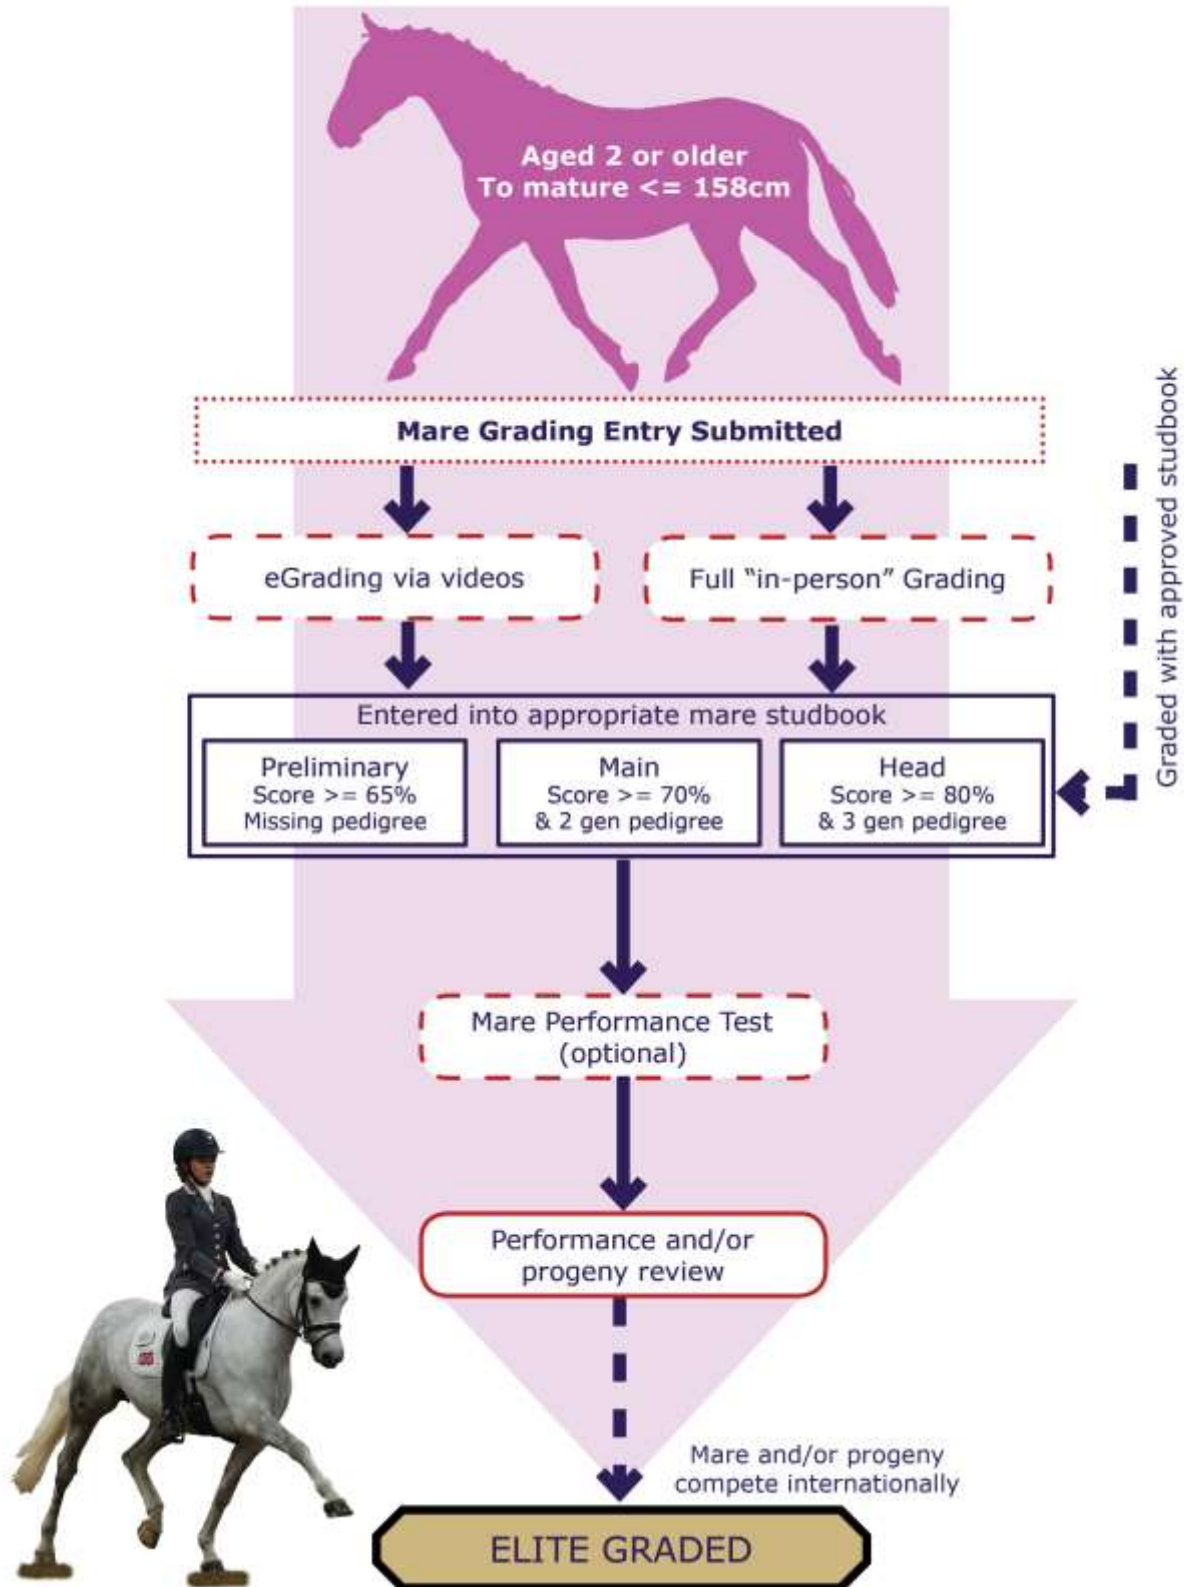 Aged 2 or older
To mature <= 158cm
Mare Grading Entry Submitted
Graded with approved studbook
eGrading via videos
Full “in-person” Grading
Entered into appropriate mare studbook
Preliminary
Score >= 65%
Missing pedigree
Main
Score >= 70%
& 2 gen pedigree
Head
Score >= 80%
& 3 gen pedigree
Mare Performance Test
(optional)
Performance and/or
progeny review
Mare and/or progeny
compete internationally
ELITE GRADED